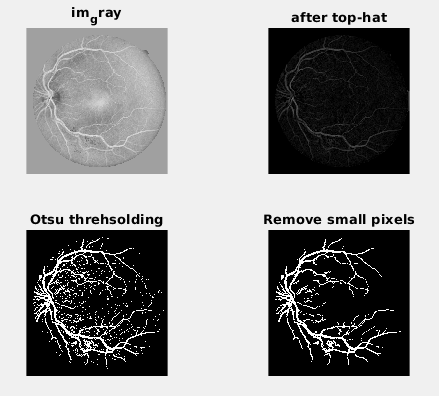 im_gray
after top-hat
Otsu threhsolding
Remove small pixels